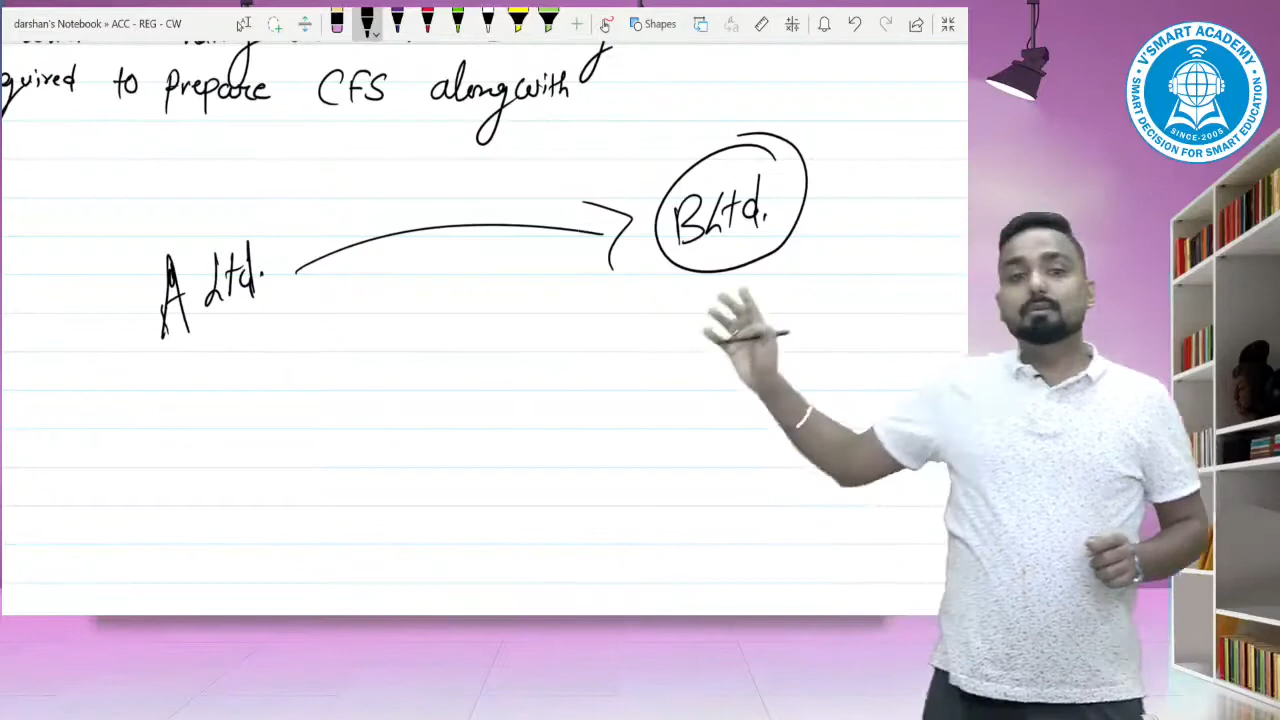 darshan's Notebook » ACC - REG - CW
Shapes
quired to prepare CFS alongwith
A Ltd.
B Ltd.
V'SMART ACADEMY
SINCE-2005
SMART DECISION FOR SMART EDUCATION